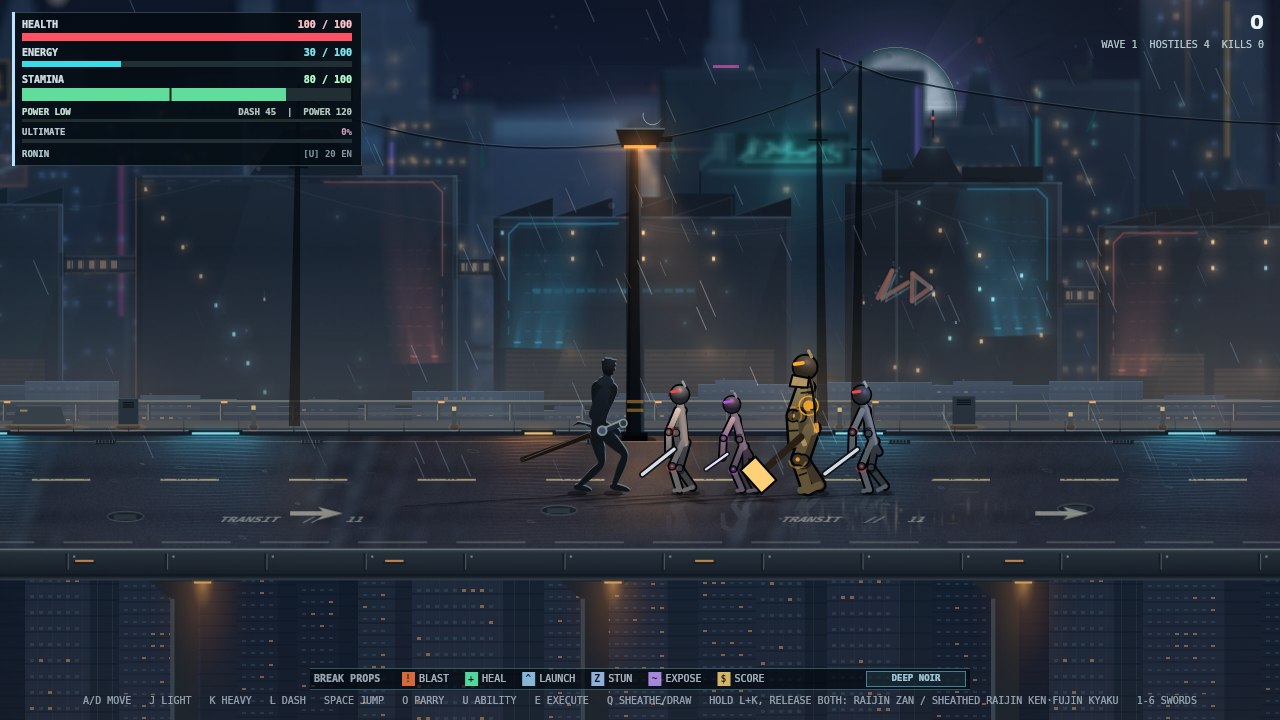 HEALTH 100 / 100
ENERGY 30 / 100
STAMINA 80 / 100
POWER LOW DASH 45 | POWER 120
ULTIMATE 0%
RONIN [U] 20 EN
0
WAVE 1 HOSTILES 4 KILLS 0
TRANSIT // 11
TRANSIT // 11
BREAK PROPS ! BLAST + HEAL ^ LAUNCH Z STUN ~ EXPOSE $ SCORE DEEP NOIR
A/D MOVE J LIGHT K HEAVY L DASH SPACE JUMP O PARRY U ABILITY E EXECUTE Q SHEATHE/DRAW HOLD L+K, RELEASE BOTH: RAIJIN ZAN / SHEATHED RAIJIN KEN·FUJIN KYAKU 1-6 SWORDS